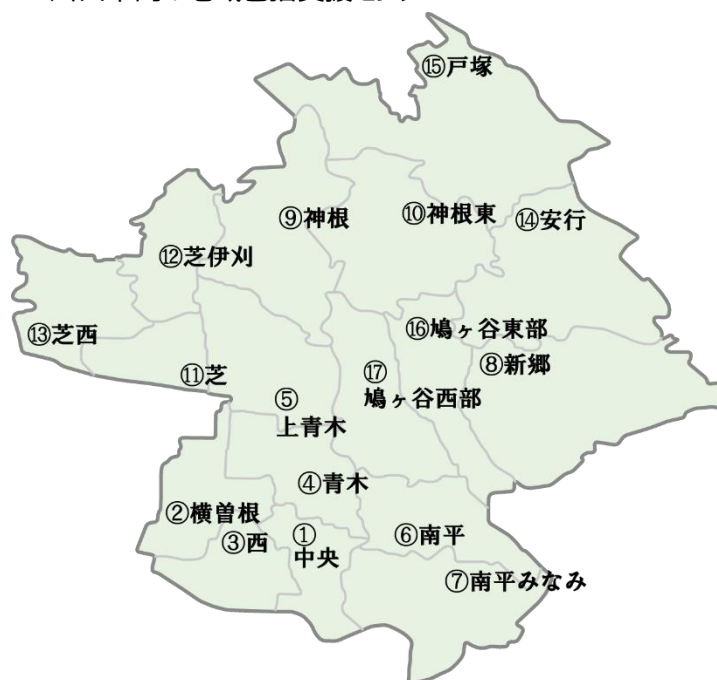 ⑮戸塚
⑨神根
⑩神根東
⑭安行
⑫芝伊刈
⑬芝西
⑯鳩ヶ谷東部
⑧新郷
⑪芝
⑰
鳩ヶ谷西部
⑤
上青木
④青木
②横曽根
③西
①
中央
⑥南平
⑦南平みなみ